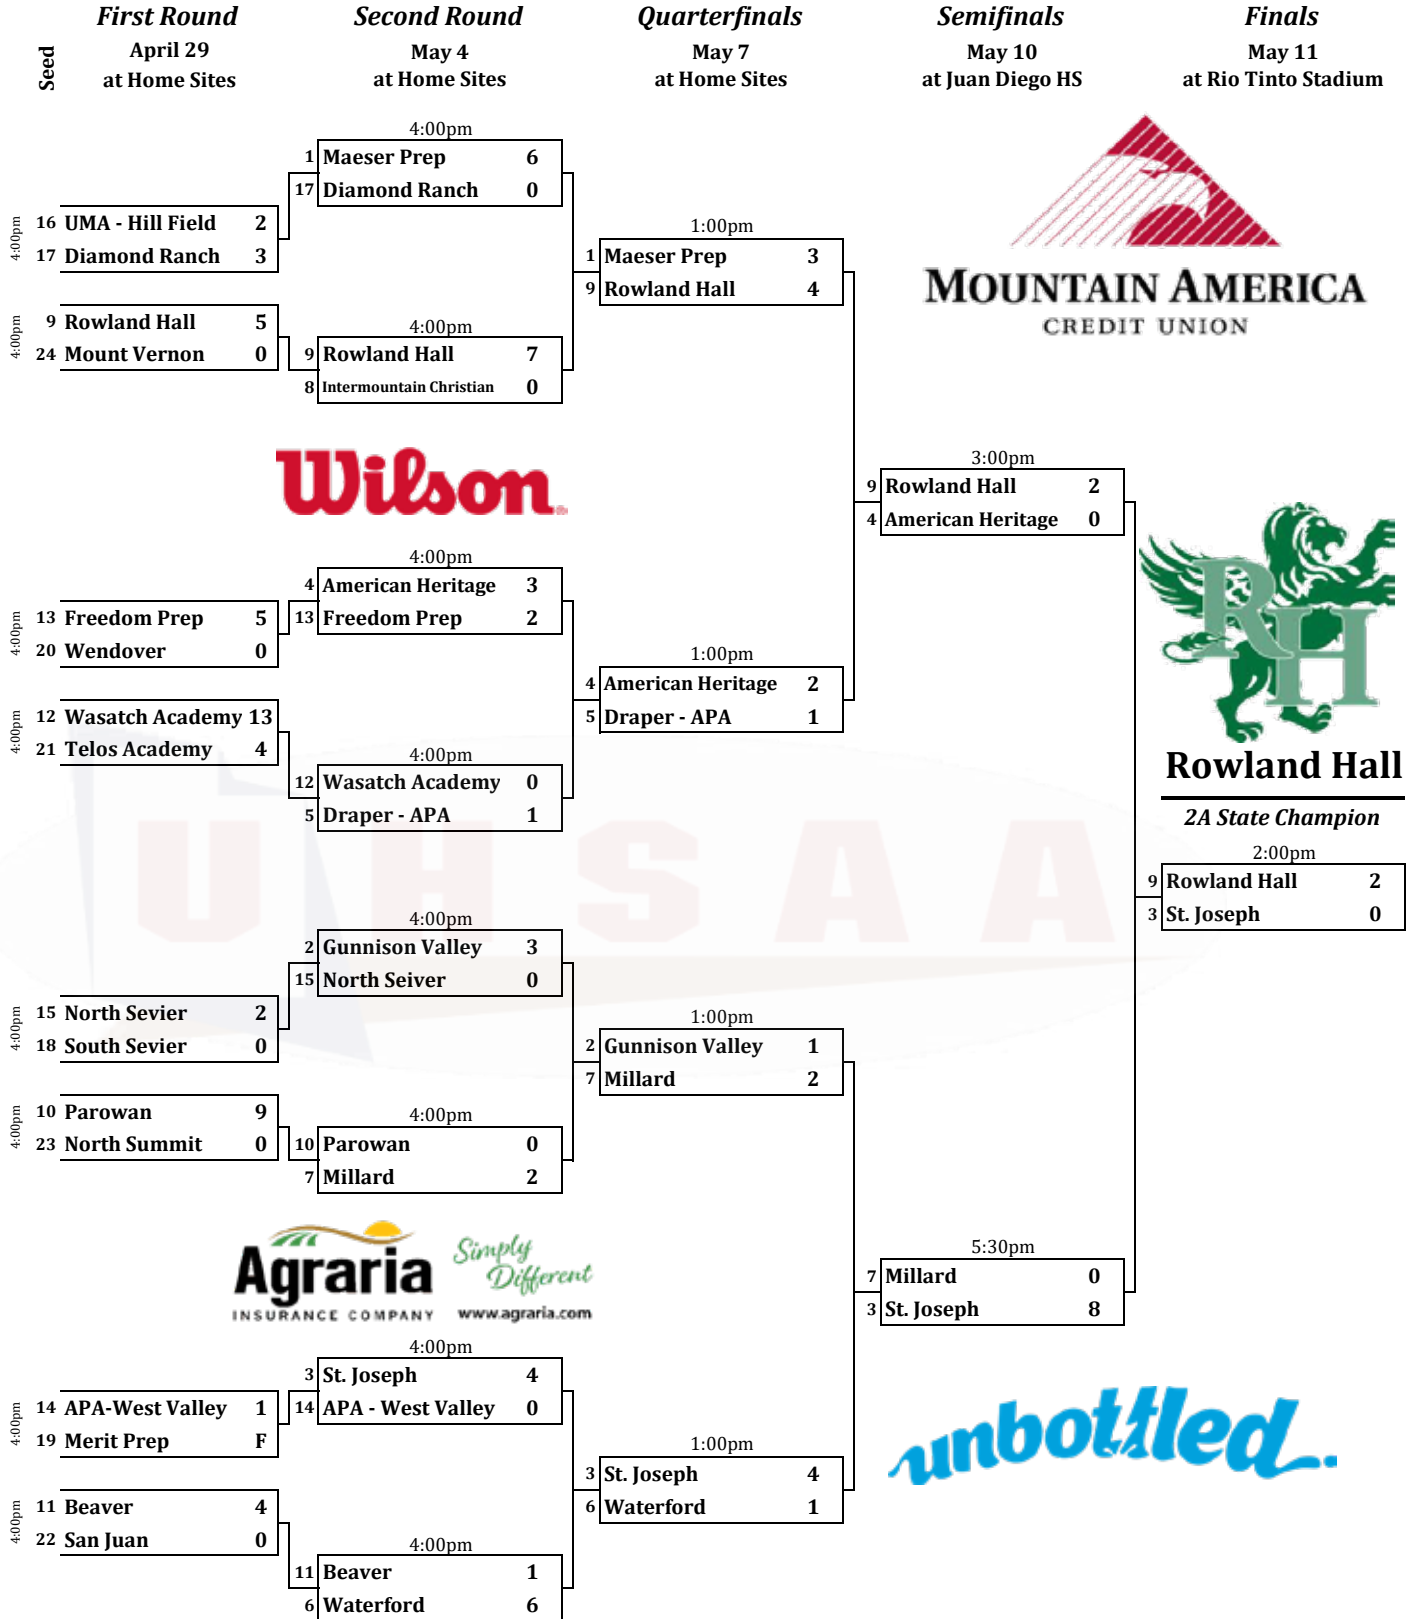 First Round
Second Round
Quarterfinals
Semifinals
Finals
Seed
April 29
at Home Sites
May 4
at Home Sites
May 7
at Home Sites
May 10
at Juan Diego HS
May 11
at Rio Tinto Stadium
4:00pm
16 UMA - Hill Field 2
17 Diamond Ranch 3
4:00pm
9 Rowland Hall 5
24 Mount Vernon 0
4:00pm
13 Freedom Prep 5
20 Wendover 0
4:00pm
12 Wasatch Academy 13
21 Telos Academy 4
4:00pm
15 North Sevier 2
18 South Sevier 0
4:00pm
10 Parowan 9
23 North Summit 0
4:00pm
14 APA-West Valley 1
19 Merit Prep F
4:00pm
11 Beaver 4
22 San Juan 0
4:00pm
1 Maeser Prep 6
17 Diamond Ranch 0
4:00pm
9 Rowland Hall 7
8 Intermountain Christian 0
Wilson.
4:00pm
4 American Heritage 3
13 Freedom Prep 2
4:00pm
12 Wasatch Academy 0
5 Draper - APA 1
4:00pm
2 Gunnison Valley 3
15 North Seiver 0
4:00pm
10 Parowan 0
7 Millard 2
Agraria
INSURANCE COMPANY
Simply
Different
www.agraria.com
4:00pm
3 St. Joseph 4
14 APA - West Valley 0
4:00pm
11 Beaver 1
6 Waterford 6
1:00pm
1 Maeser Prep 3
9 Rowland Hall 4
1:00pm
4 American Heritage 2
5 Draper - APA 1
1:00pm
2 Gunnison Valley 1
7 Millard 2
1:00pm
3 St. Joseph 4
6 Waterford 1
MOUNTAIN AMERICA
CREDIT UNION
3:00pm
9 Rowland Hall 2
4 American Heritage 0
5:30pm
7 Millard 0
3 St. Joseph 8
unbottled.
RH
Rowland Hall
2A State Champion
2:00pm
9 Rowland Hall 2
3 St. Joseph 0
UHSAA